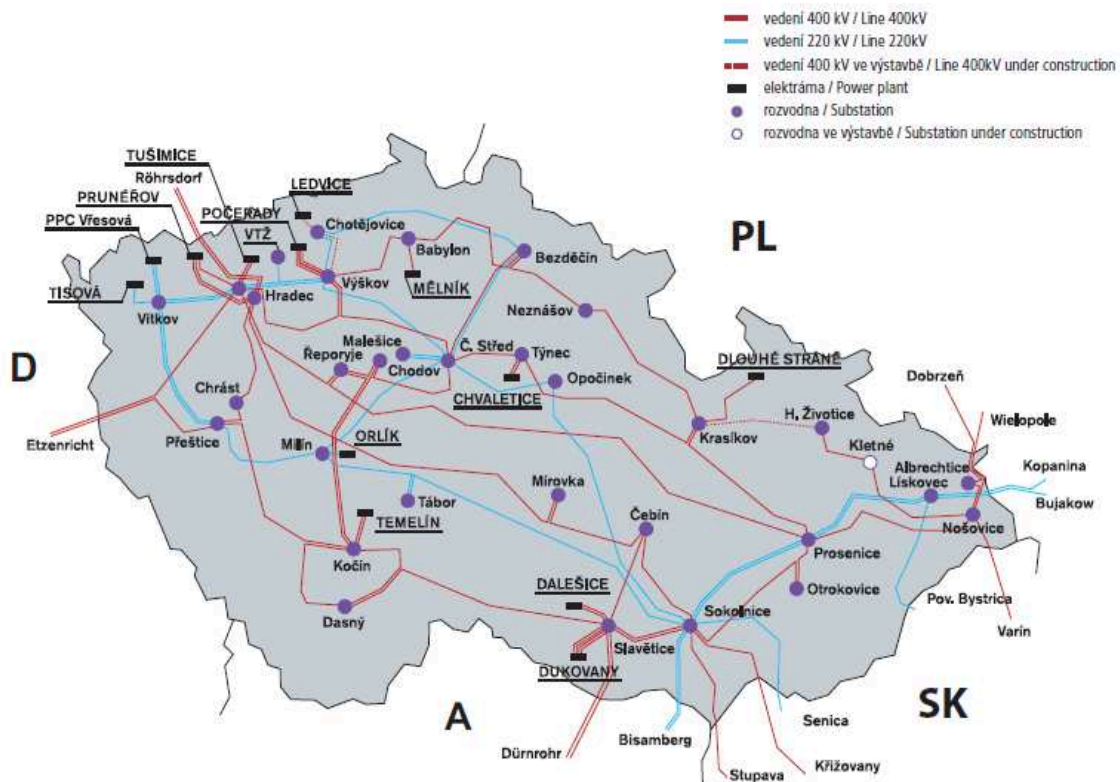 vedení 400 kV / Line 400kV
vedení 220 kV / Line 220kV
vedení 400 kV ve výstavbě / Line 400kV under construction
elektráma / Power plant
rozvodna / Substation
rozvodna ve výstavbě / Substation under construction
TUŠIMICE
Röhrsdorf
LEDVICE
PRUNÉŘOV
POČERADY
PPC Vřesová
VTŽ
Chotějovice
PL
Babylon
Bezděčín
TISOVÁ
Výškov
MĚLNÍK
Hradec
Vítkov
Neznášov
D
Malešice
Č. Střed
Týnec
Řeporyje
Chodov
DLOUHÉ STRÁNĚ
Opočínek
Dobrzeň
CHVALETICE
Chrást
Wielopole
H. Životice
Krasíkov
Kletné
Etzenricht
Přeštice
Milín
ORLÍK
Albrechtice
Kopanina
Lískovec
Mírovka
Bujakow
Tábor
TEMELÍN
Čebín
Nošovice
Prosenice
Kočín
DALEŠICE
Otrokovice
Sokolnice
Pov. Bystrica
Dasný
Varín
Slavětice
DUKOVANY
SK
A
Senica
Bisamberg
Dürnrohr
Křižovany
Stupava